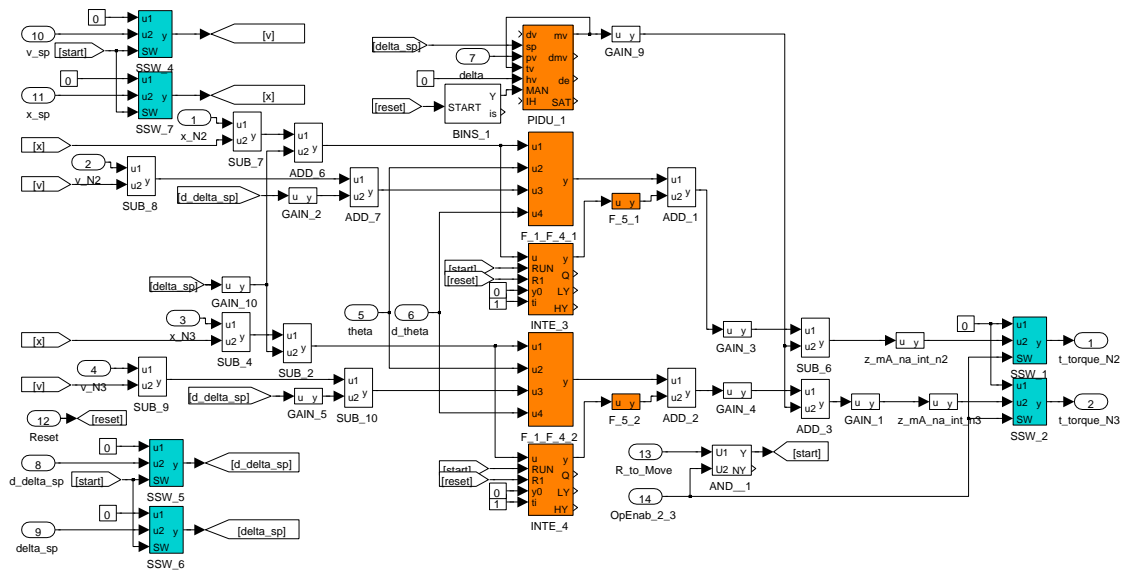 0
u1
10
u2 y
[v]
v_sp
[start]
SW
SSW_4
0
u1
11
u2 y
[x]
x_sp
SW
SSW_7
[delta_sp]
7
delta
0
[reset]
START
Y
is
BINS_1
dv mv
sp
pv dmv
tv
hv de
MAN
IH SAT
PIDU_1
u y
GAIN_9
1
x_N2
[x]
u1
u2 y
SUB_7
u1
u2 y
ADD_6
2
v_N2
[v]
u1
u2 y
SUB_8
[d_delta_sp]
u y
GAIN_2
u1
u2 y
ADD_7
u1
u2
y
u3
u4
F_1_F_4_1
u y
F_5_1
u1
u2 y
ADD_1
[start]
[reset]
0
1
u y
RUN
Q
R1
y0 LY
ti
HY
INTE_3
[delta_sp]
u y
GAIN_10
5
theta
6
d_theta
3
x_N3
[x]
u1
u2 y
SUB_4
u1
u2 y
SUB_2
4
v_N3
[v]
u1
u2 y
SUB_9
[d_delta_sp]
u y
GAIN_5
u1
u2 y
SUB_10
u1
u2
y
u3
u4
F_1_F_4_2
u y
F_5_2
u1
u2 y
ADD_2
u y
GAIN_3
u y
GAIN_4
u1
u2 y
SUB_6
u1
u2 y
ADD_3
u y
GAIN_1
u y
z_mA_na_int_n2
u y
z_mA_na_int_n3
0
u1
u2 y
SW
SSW_1
1
t_torque_N2
u1
u2 y
SW
SSW_2
2
t_torque_N3
12
[reset]
Reset
[start]
[reset]
0
1
u y
RUN
Q
R1
y0 LY
ti
HY
INTE_4
13
R_to_Move
14
OpEnab_2_3
U1 Y
U2 NY
AND__1
[start]
0
u1
8
u2 y
[d_delta_sp]
d_delta_sp
[start]
SW
SSW_5
0
u1
9
u2 y
[delta_sp]
delta_sp
SW
SSW_6